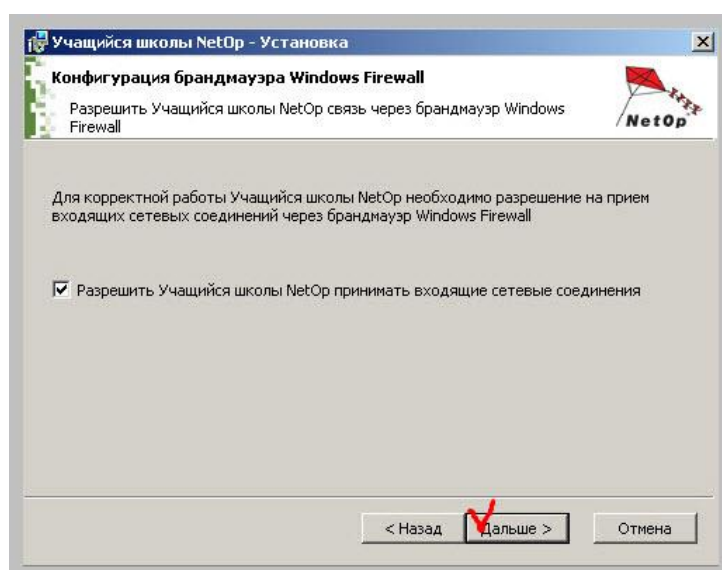 Учащийся школы NetOp - Установка
Конфигурация брандмауэра Windows Firewall
Разрешить Учащийся школы NetOp связь через брандмауэр Windows
Firewall
NetOp
Для корректной работы Учащийся школы NetOp необходимо разрешение на прием
входящих сетевых соединений через брандмауэр Windows Firewall
Разрешить Учащийся школы NetOp принимать входящие сетевые соединения
< Назад
Дальше >
Отмена